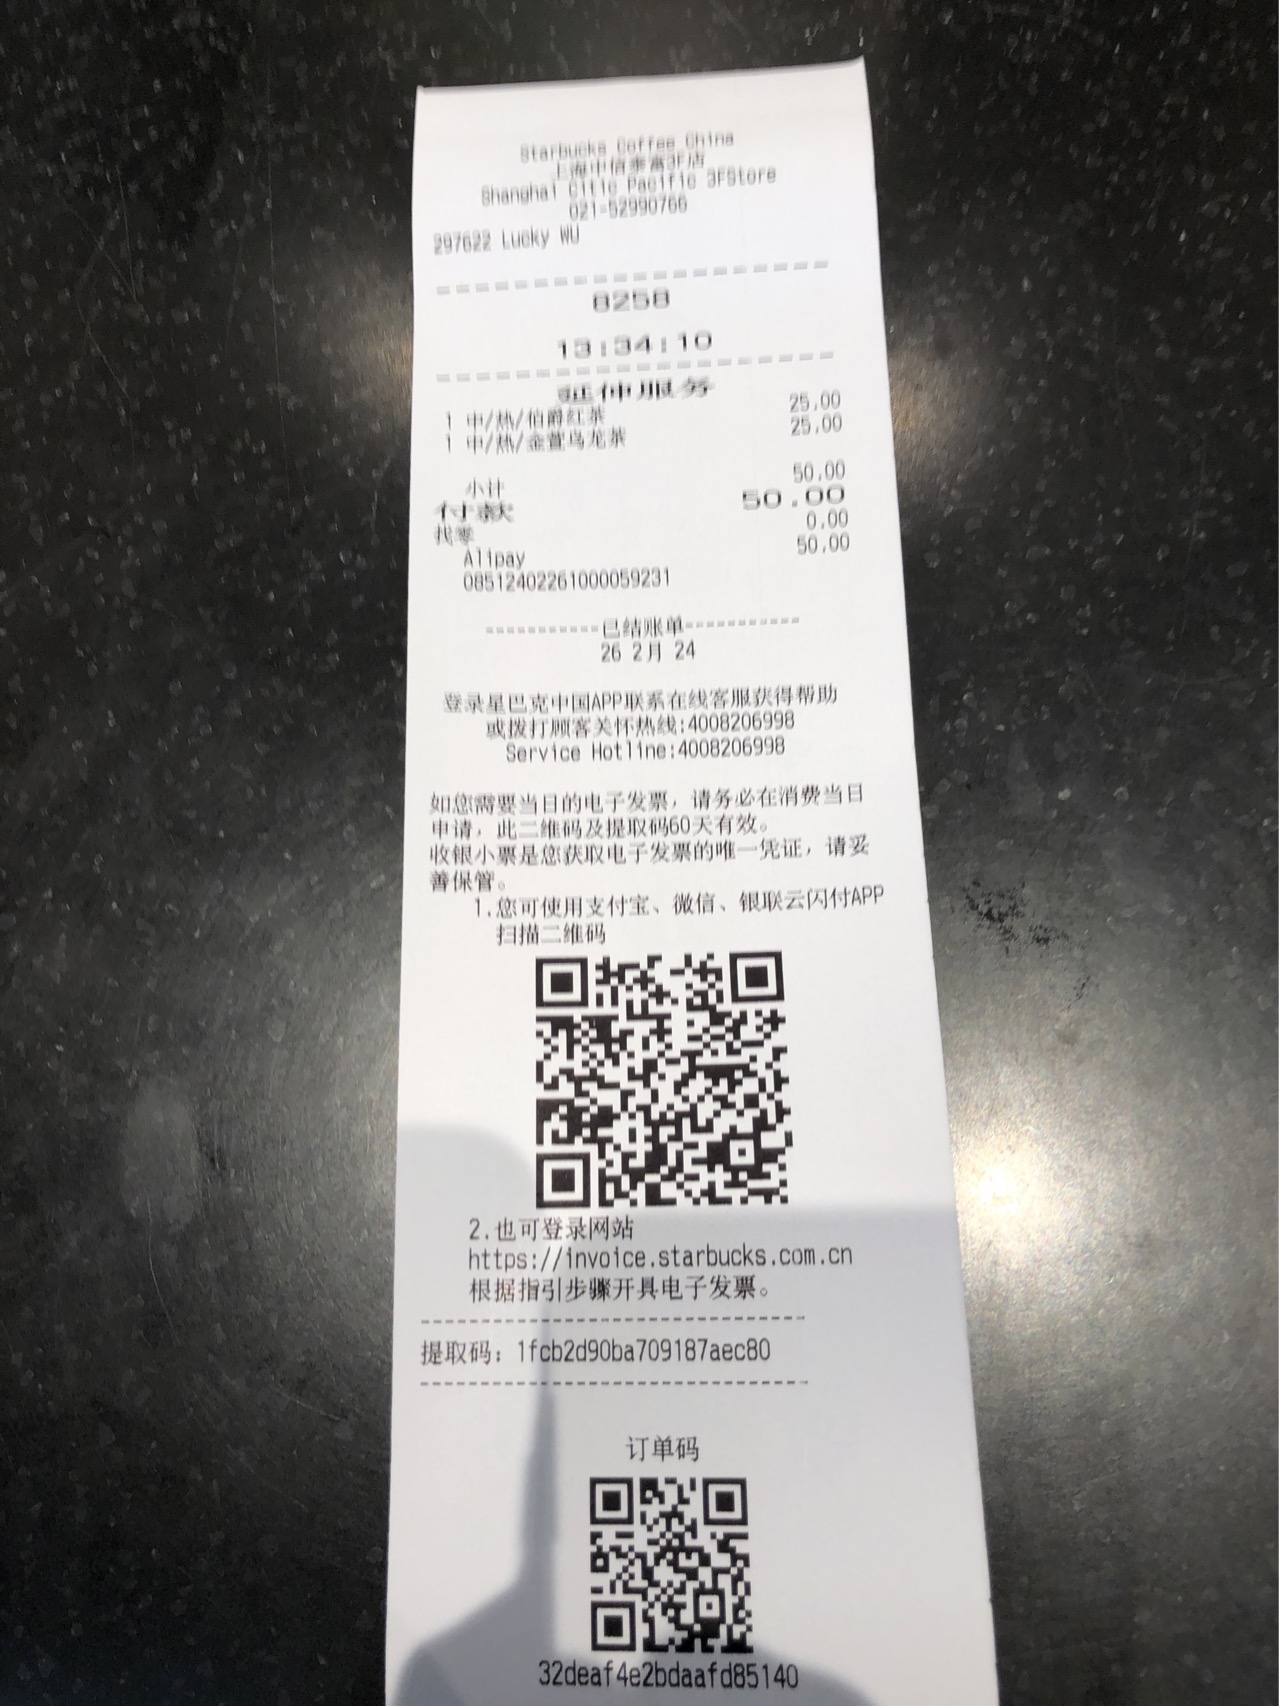 Starbucks Coffee China
上海中信泰富3F店
Shanghai Citic Pacific 3FStore
021-52990766
297622 Lucky WU
8258
13:34:10
延伸服务
1 中/热/伯爵红茶 25.00
1 中/热/金萱乌龙茶 25.00
小计 50.00
付款 50.00
找零 0.00
Alipay 50.00
08512402261000059231
-----------已结账单-----------
26 2月 24
登录星巴克中国APP联系在线客服获得帮助
或拨打顾客关怀热线:4008206998
Service Hotline:4008206998
如您需要当日的电子发票，请务必在消费当日
申请，此二维码及提取码60天有效。
收银小票是您获取电子发票的唯一凭证，请妥
善保管。
1.您可使用支付宝、微信、银联云闪付APP
扫描二维码
2.也可登录网站
https://invoice.starbucks.com.cn
根据指引步骤开具电子发票。
提取码：1fcb2d90ba709187aec80
订单码
32deaf4e2bdaafd85140